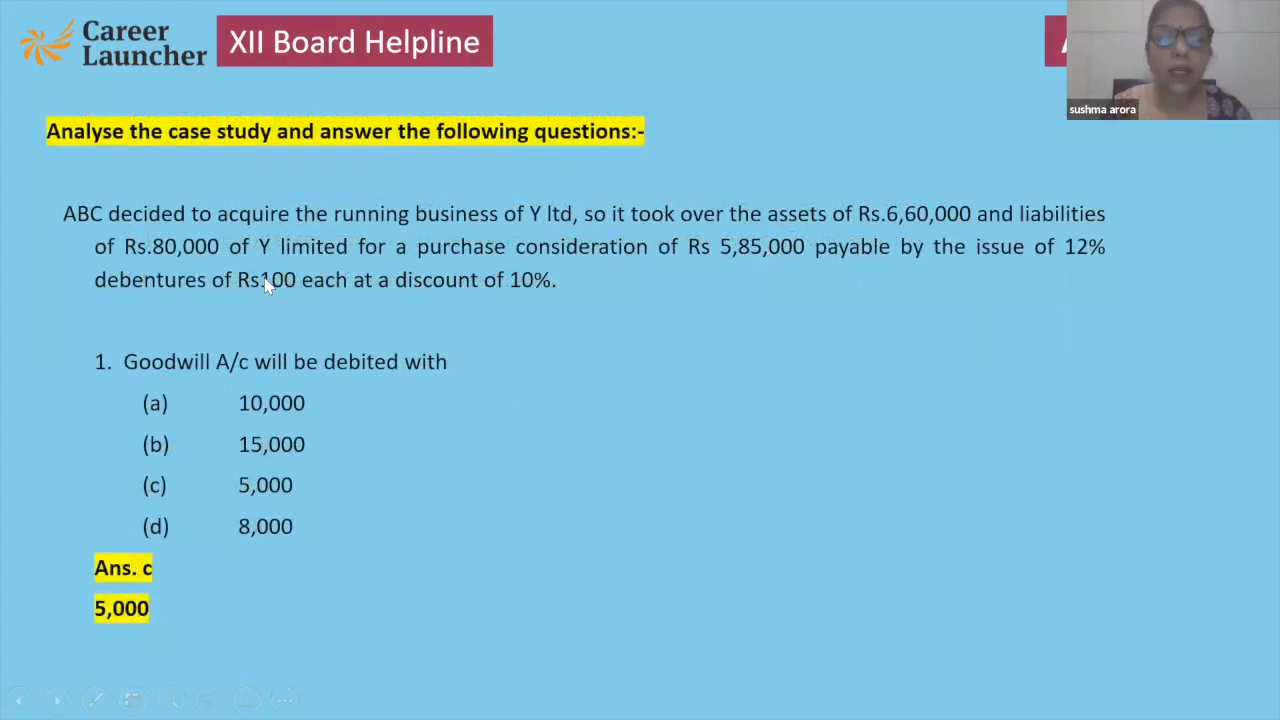 Career
Launcher
XII Board Helpline
sushma arora
Analyse the case study and answer the following questions:-
ABC decided to acquire the running business of Y ltd, so it took over the assets of Rs.6,60,000 and liabilities
of Rs.80,000 of Y limited for a purchase consideration of Rs 5,85,000 payable by the issue of 12%
debentures of Rs100 each at a discount of 10%.
1. Goodwill A/c will be debited with
(a) 10,000
(b) 15,000
(c) 5,000
(d) 8,000
Ans. c
5,000